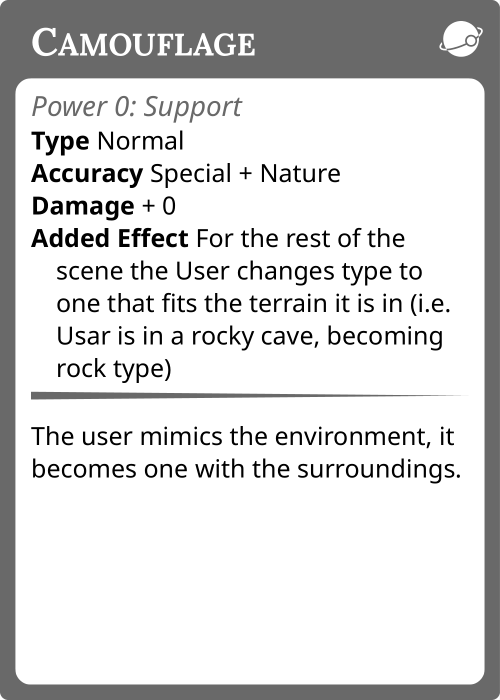 CAMOUFLAGE
Power 0: Support
Type Normal
Accuracy Special + Nature
Damage + 0
Added Effect For the rest of the
scene the User changes type to
one that fits the terrain it is in (i.e.
Usar is in a rocky cave, becoming
rock type)
The user mimics the environment, it
becomes one with the surroundings.